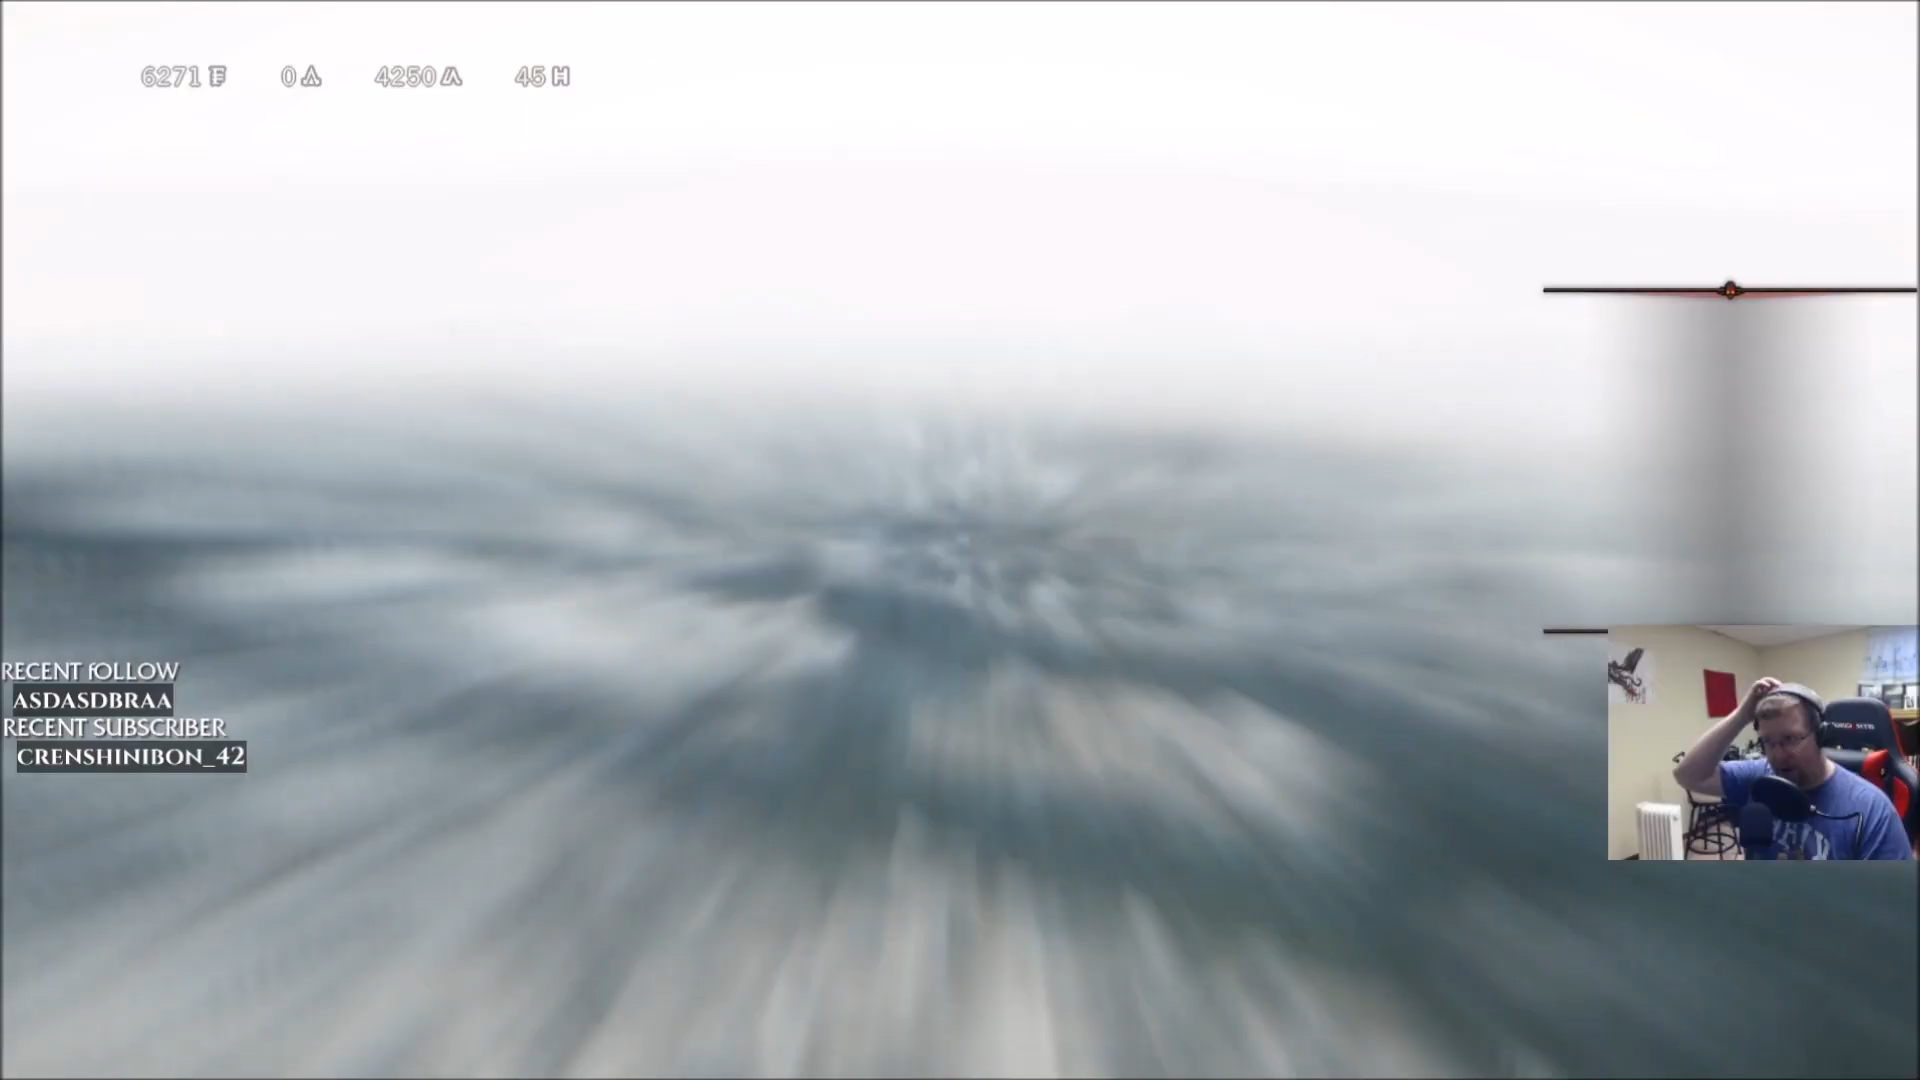 6271 0 4250 45
RECENT FOLLOW
ASDASDBRAA
RECENT SUBSCRIBER
CRENSHINIBON_42